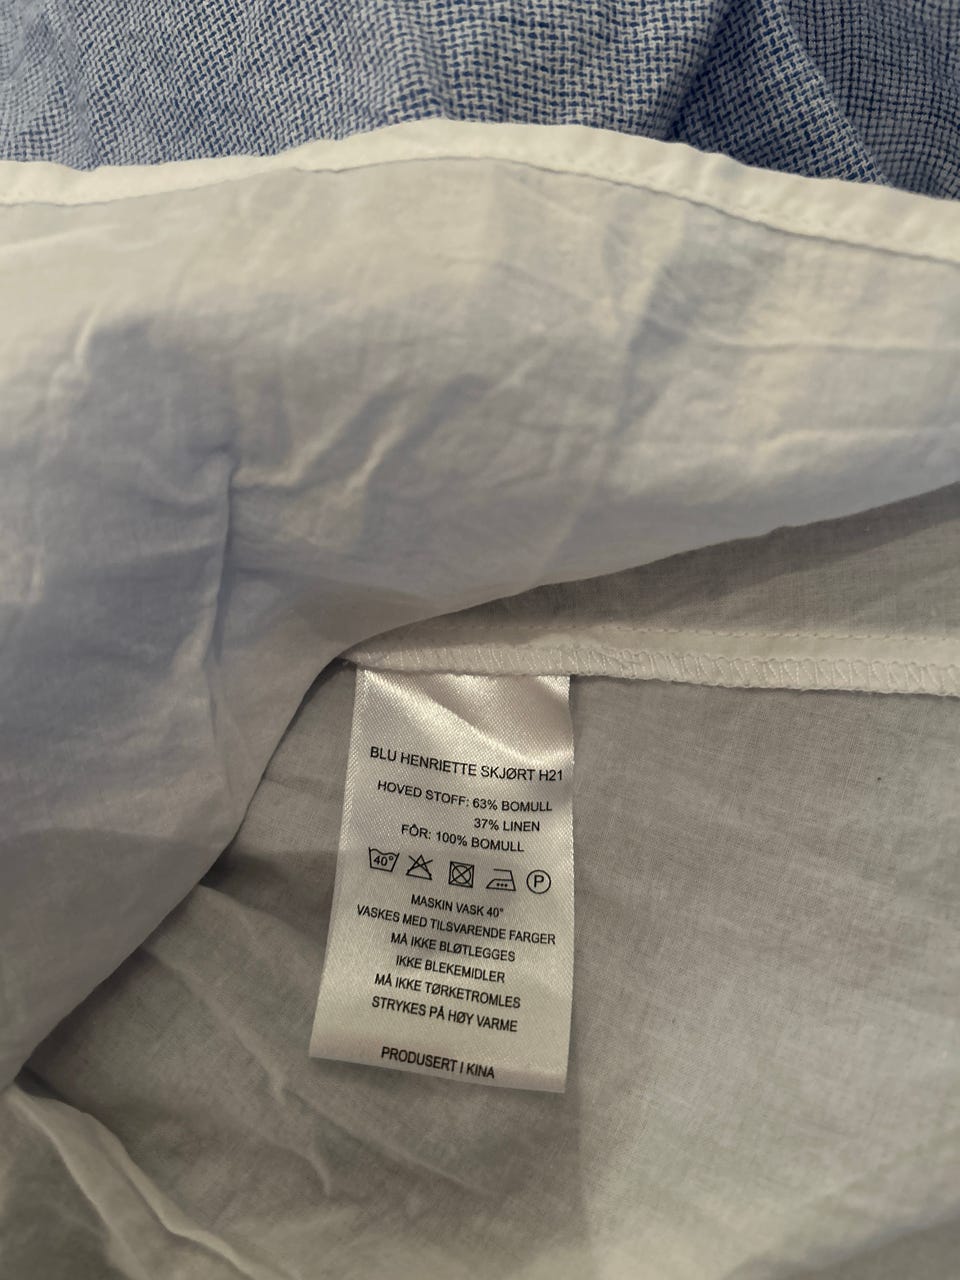 BLU HENRIETTE SKJØRT H21
HOVED STOFF: 63% BOMULL
37% LINEN
FÔR: 100% BOMULL
40° P
MASKIN VASK 40°
VASKES MED TILSVARENDE FARGER
MÅ IKKE BLØTLEGGES
IKKE BLEKEMIDLER
MÅ IKKE TØRKETROMLES
STRYKES PÅ HØY VARME
PRODUSERT I KINA